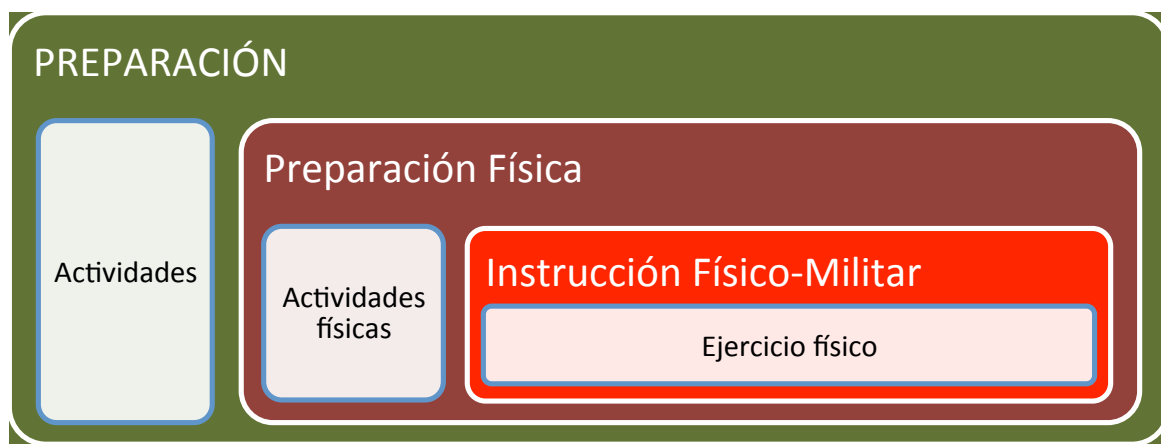 PREPARACIÓN
Preparación Física
Actividades
Actividades
físicas
Instrucción Físico-Militar
Ejercicio físico